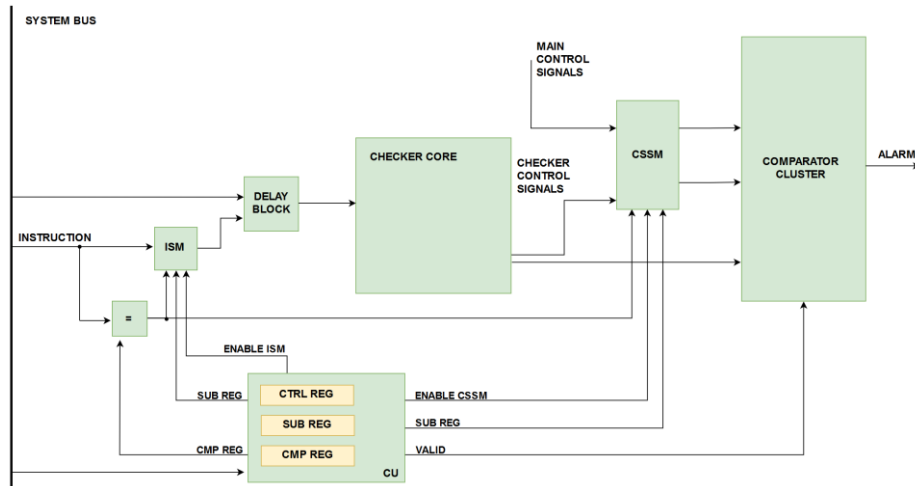 SYSTEM BUS
MAIN
CONTROL
SIGNALS
CHECKER CORE
CSSM
COMPARATOR
CLUSTER
ALARM
CHECKER
CONTROL
SIGNALS
DELAY
BLOCK
INSTRUCTION
ISM
=
ENABLE ISM
SUB REG
CTRL REG
ENABLE CSSM
SUB REG
SUB REG
CMP REG
CMP REG
VALID
CU